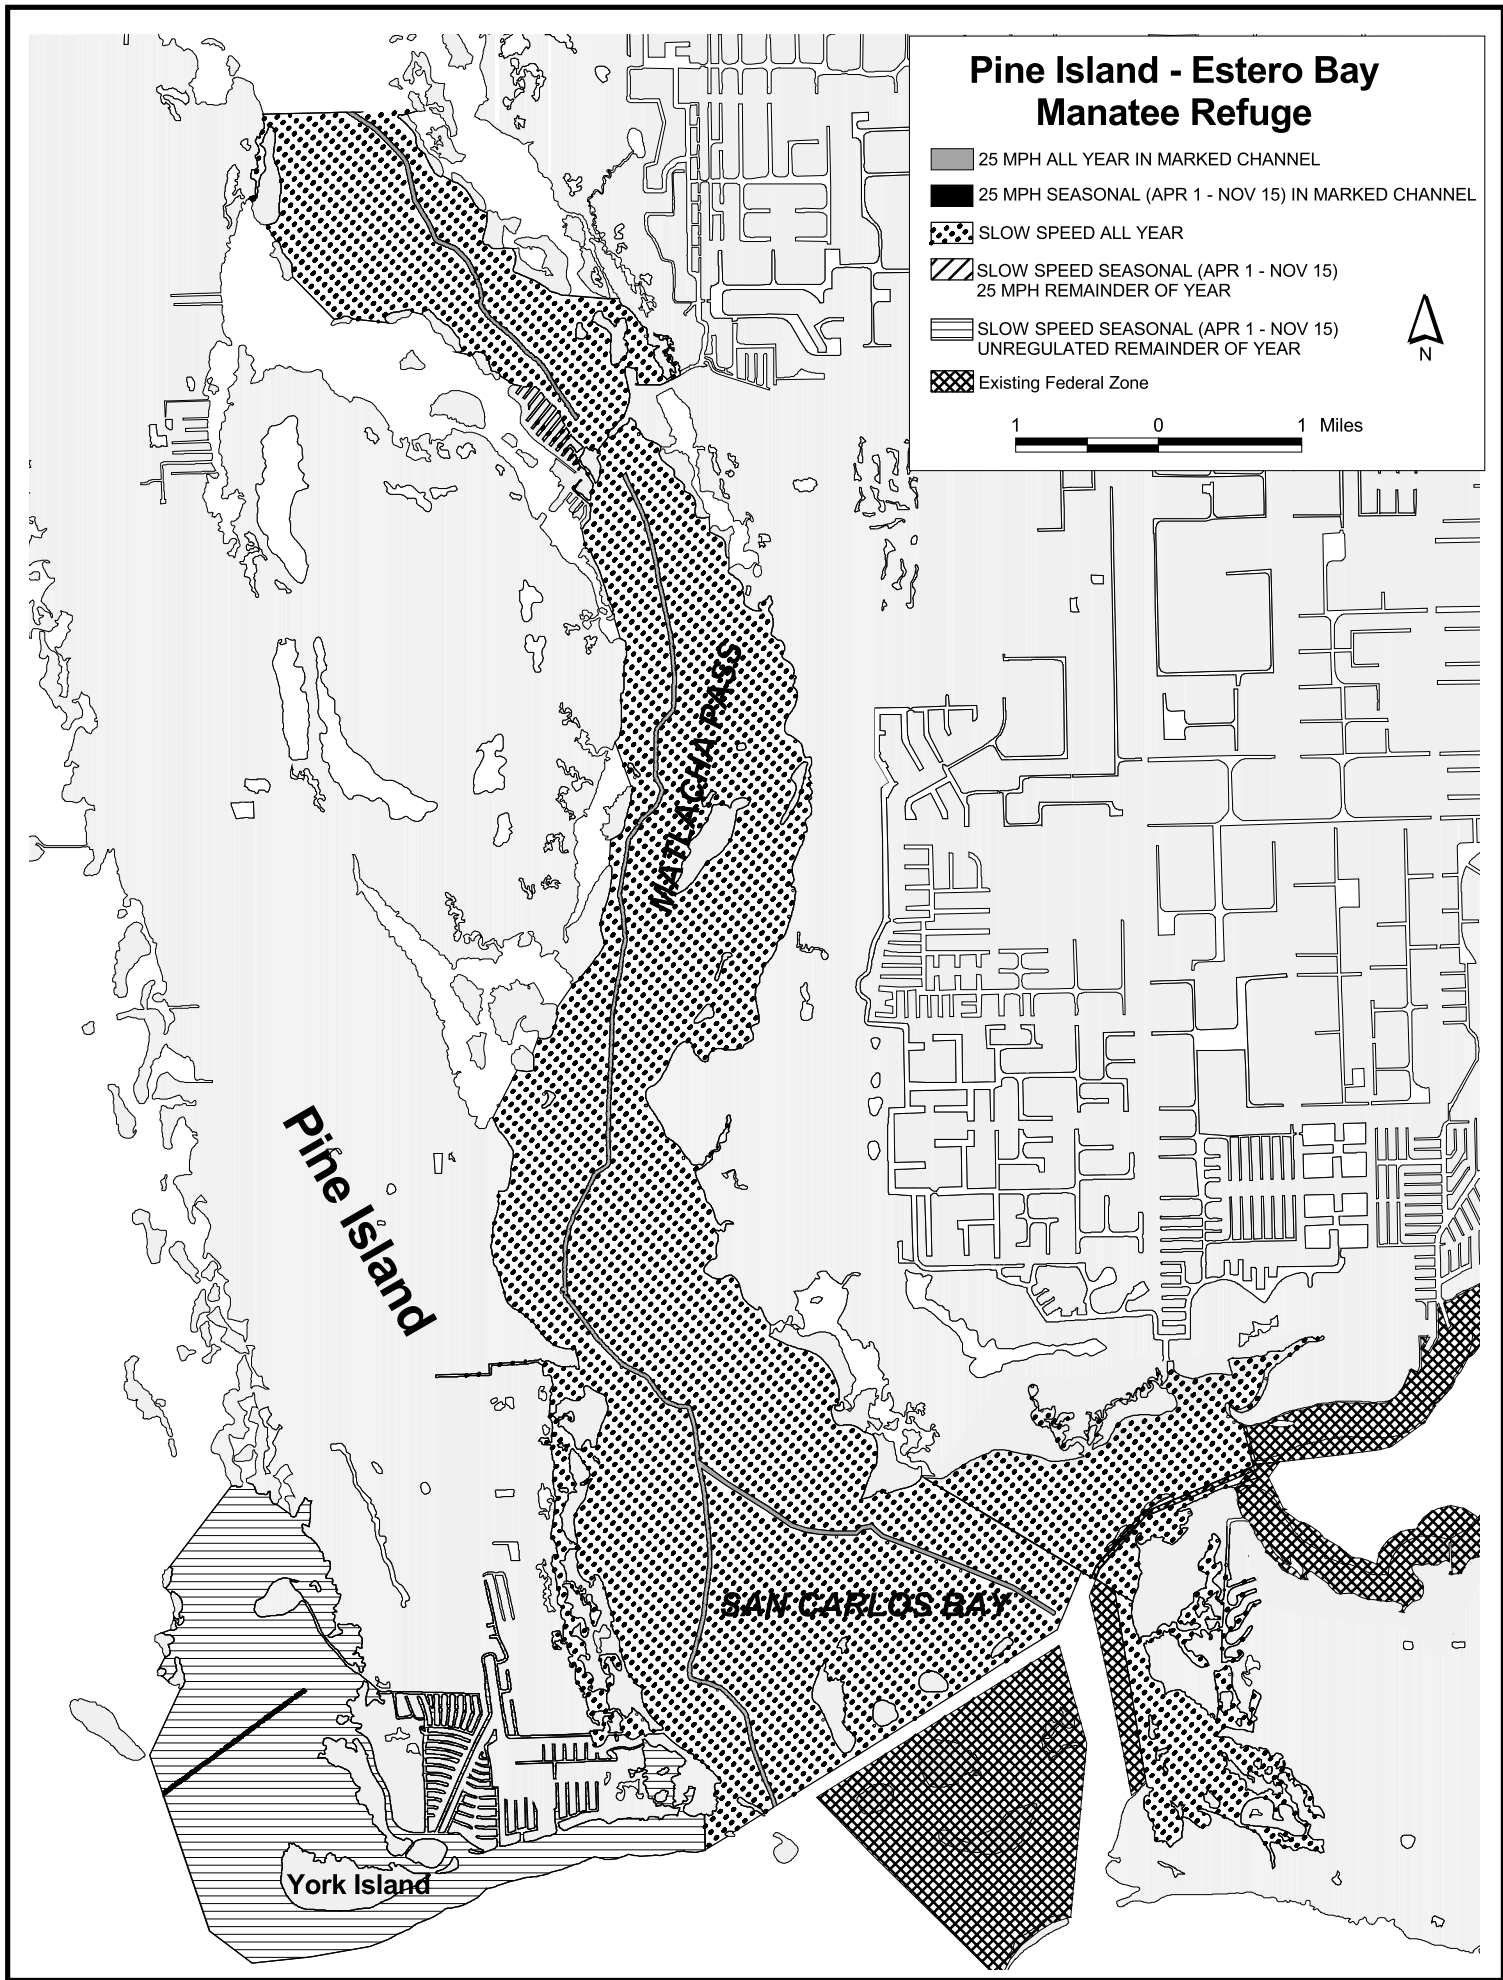 Pine Island - Estero Bay
Manatee Refuge
25 MPH ALL YEAR IN MARKED CHANNEL
25 MPH SEASONAL (APR 1 - NOV 15) IN MARKED CHANNEL
SLOW SPEED ALL YEAR
SLOW SPEED SEASONAL (APR 1 - NOV 15)
25 MPH REMAINDER OF YEAR
SLOW SPEED SEASONAL (APR 1 - NOV 15)
UNREGULATED REMAINDER OF YEAR
N
Existing Federal Zone
1 0 1 Miles
MATLACHA PASS
Pine Island
SAN CARLOS BAY
York Island